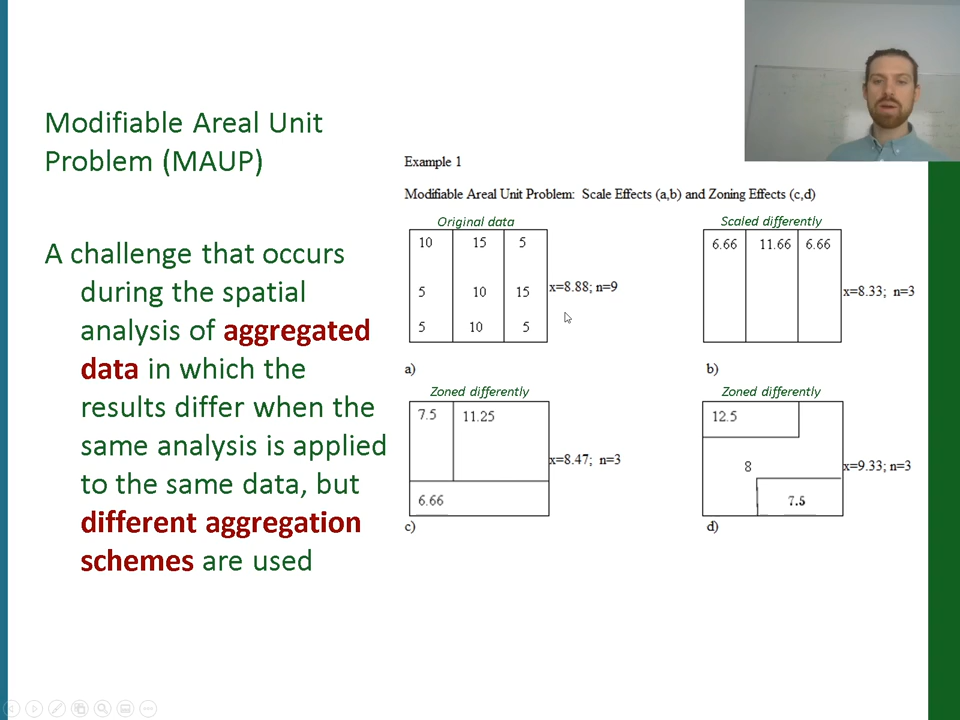 Modifiable Areal Unit
Problem (MAUP)
A challenge that occurs
during the spatial
analysis of aggregated
data in which the
results differ when the
same analysis is applied
to the same data, but
different aggregation
schemes are used
Example 1
Modifiable Areal Unit Problem: Scale Effects (a,b) and Zoning Effects (c,d)
Original data
10 15 5
5 10 15
5 10 5
x=8.88; n=9
a)
Scaled differently
6.66 11.66 6.66
x=8.33; n=3
b)
Zoned differently
7.5 11.25
6.66
x=8.47; n=3
c)
Zoned differently
12.5
8
7.5
x=9.33; n=3
d)